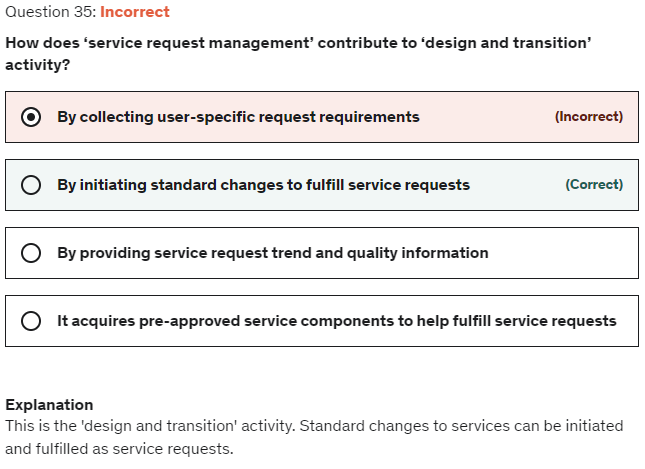 Question 35: Incorrect
How does ‘service request management’ contribute to ‘design and transition’
activity?
By collecting user-specific request requirements (Incorrect)
By initiating standard changes to fulfill service requests (Correct)
By providing service request trend and quality information
It acquires pre-approved service components to help fulfill service requests
Explanation
This is the 'design and transition' activity. Standard changes to services can be initiated
and fulfilled as service requests.